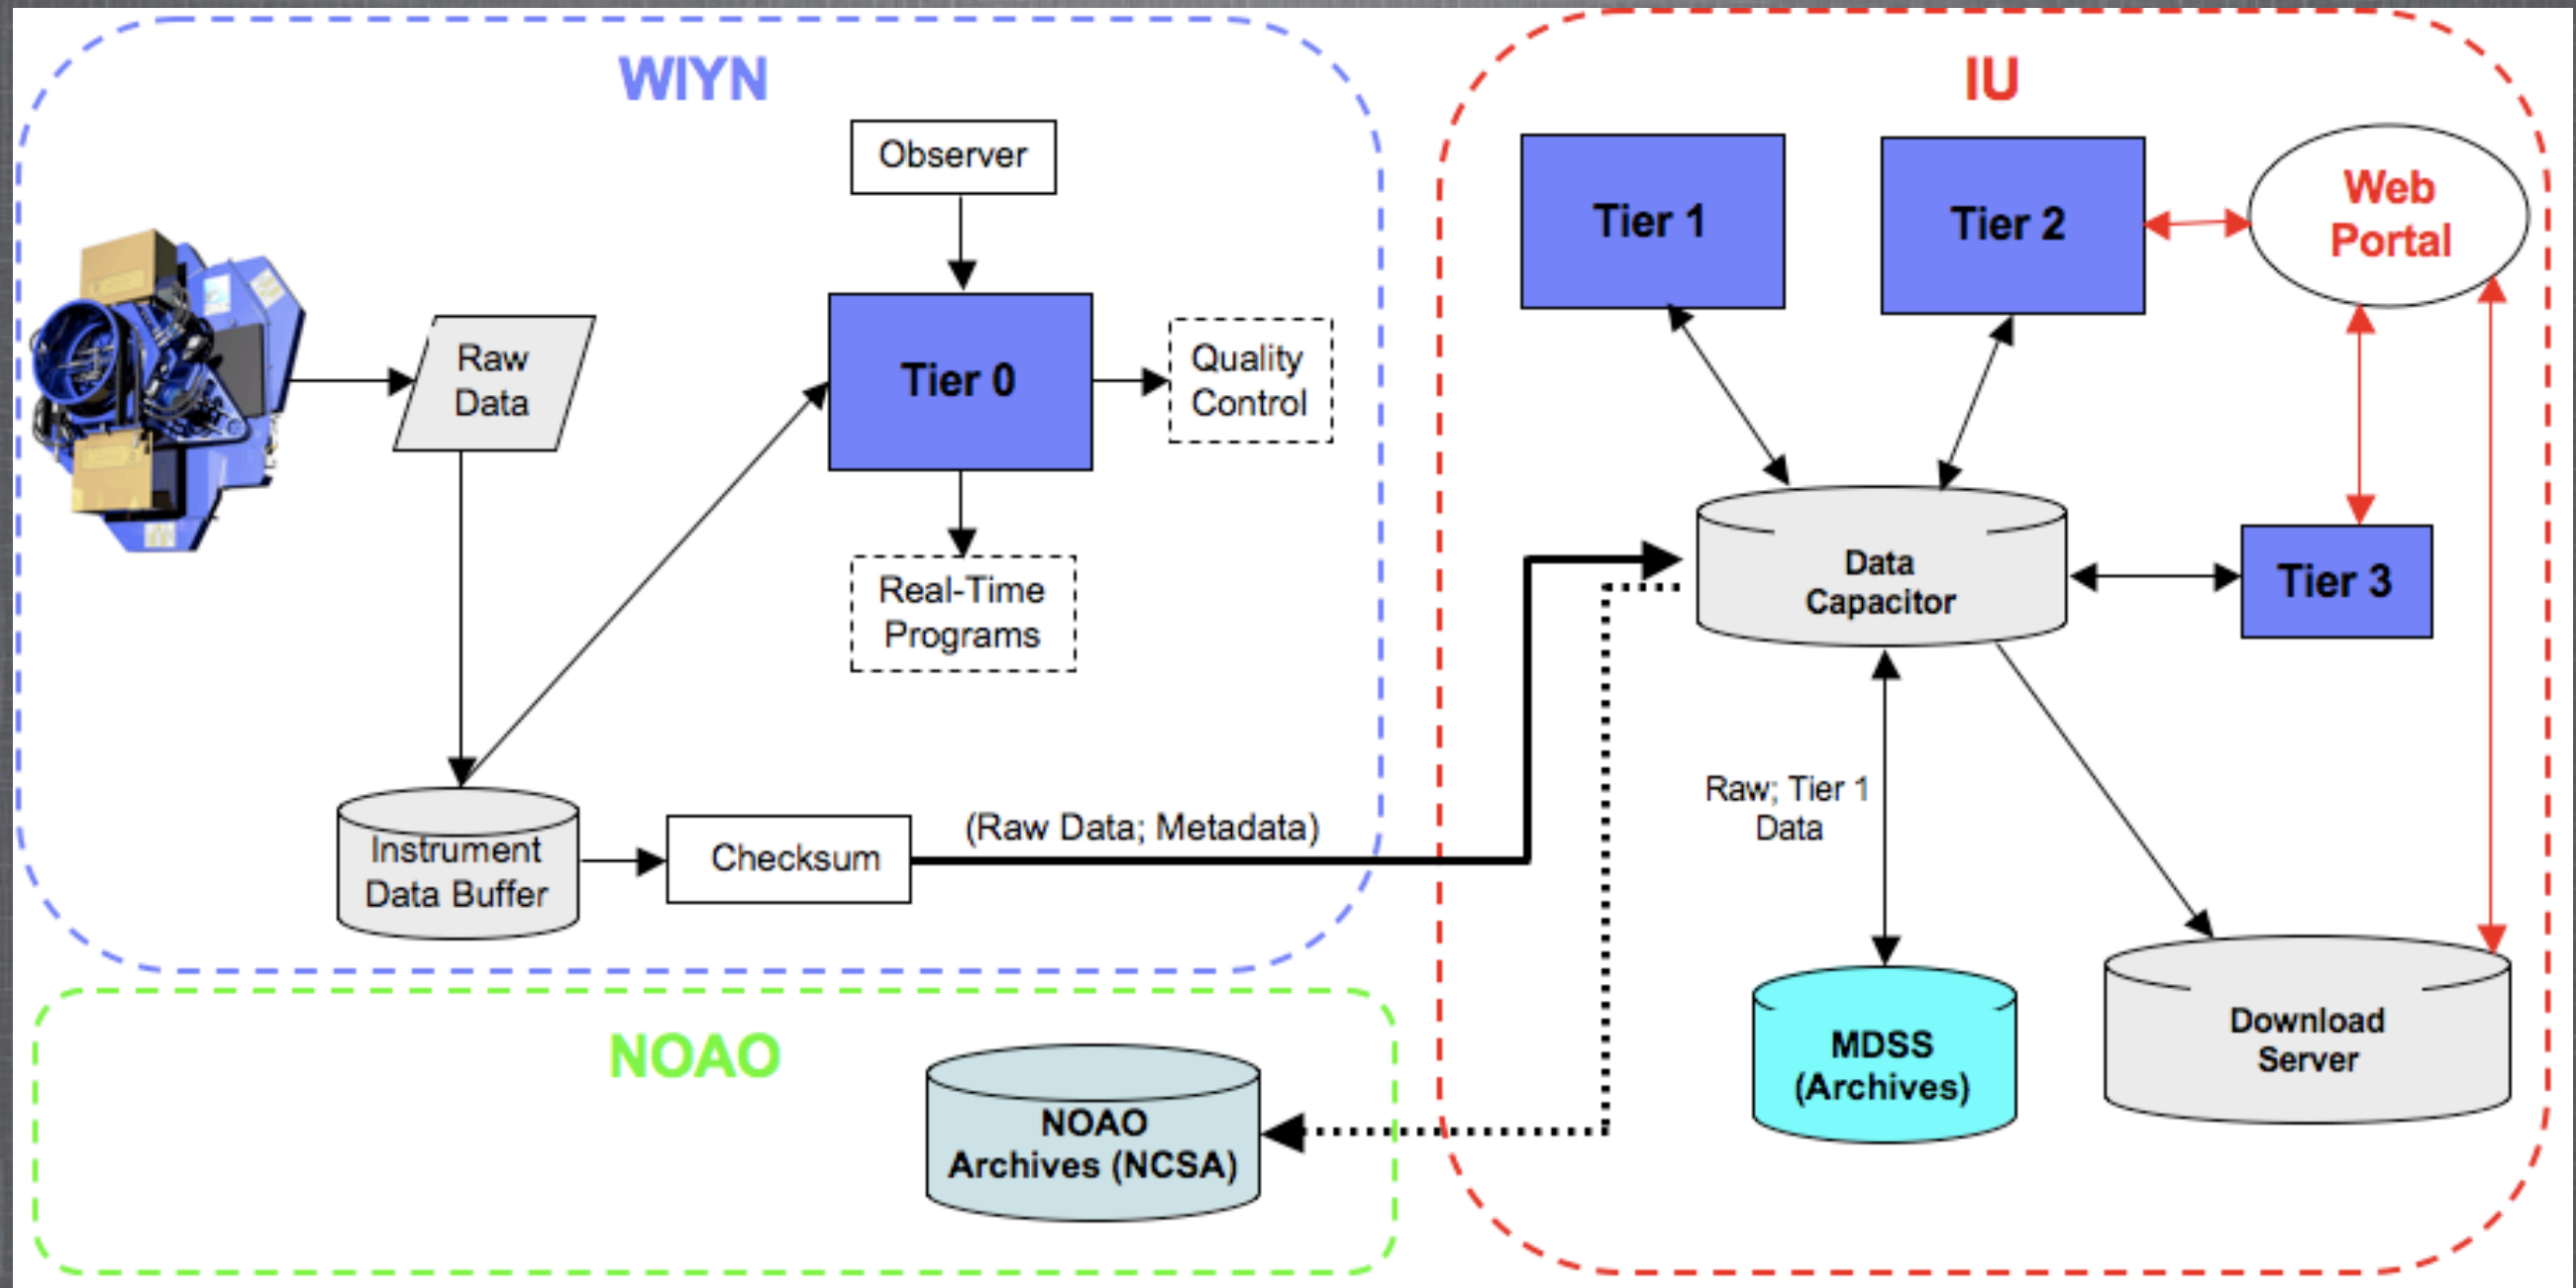 WIYN
Observer
Raw
Data
Tier 0
Quality
Control
Real-Time
Programs
Instrument
Data Buffer
Checksum
(Raw Data; Metadata)
NOAO
NOAO
Archives (NCSA)
IU
Tier 1
Tier 2
Web
Portal
Data
Capacitor
Tier 3
Raw; Tier 1
Data
MDSS
(Archives)
Download
Server